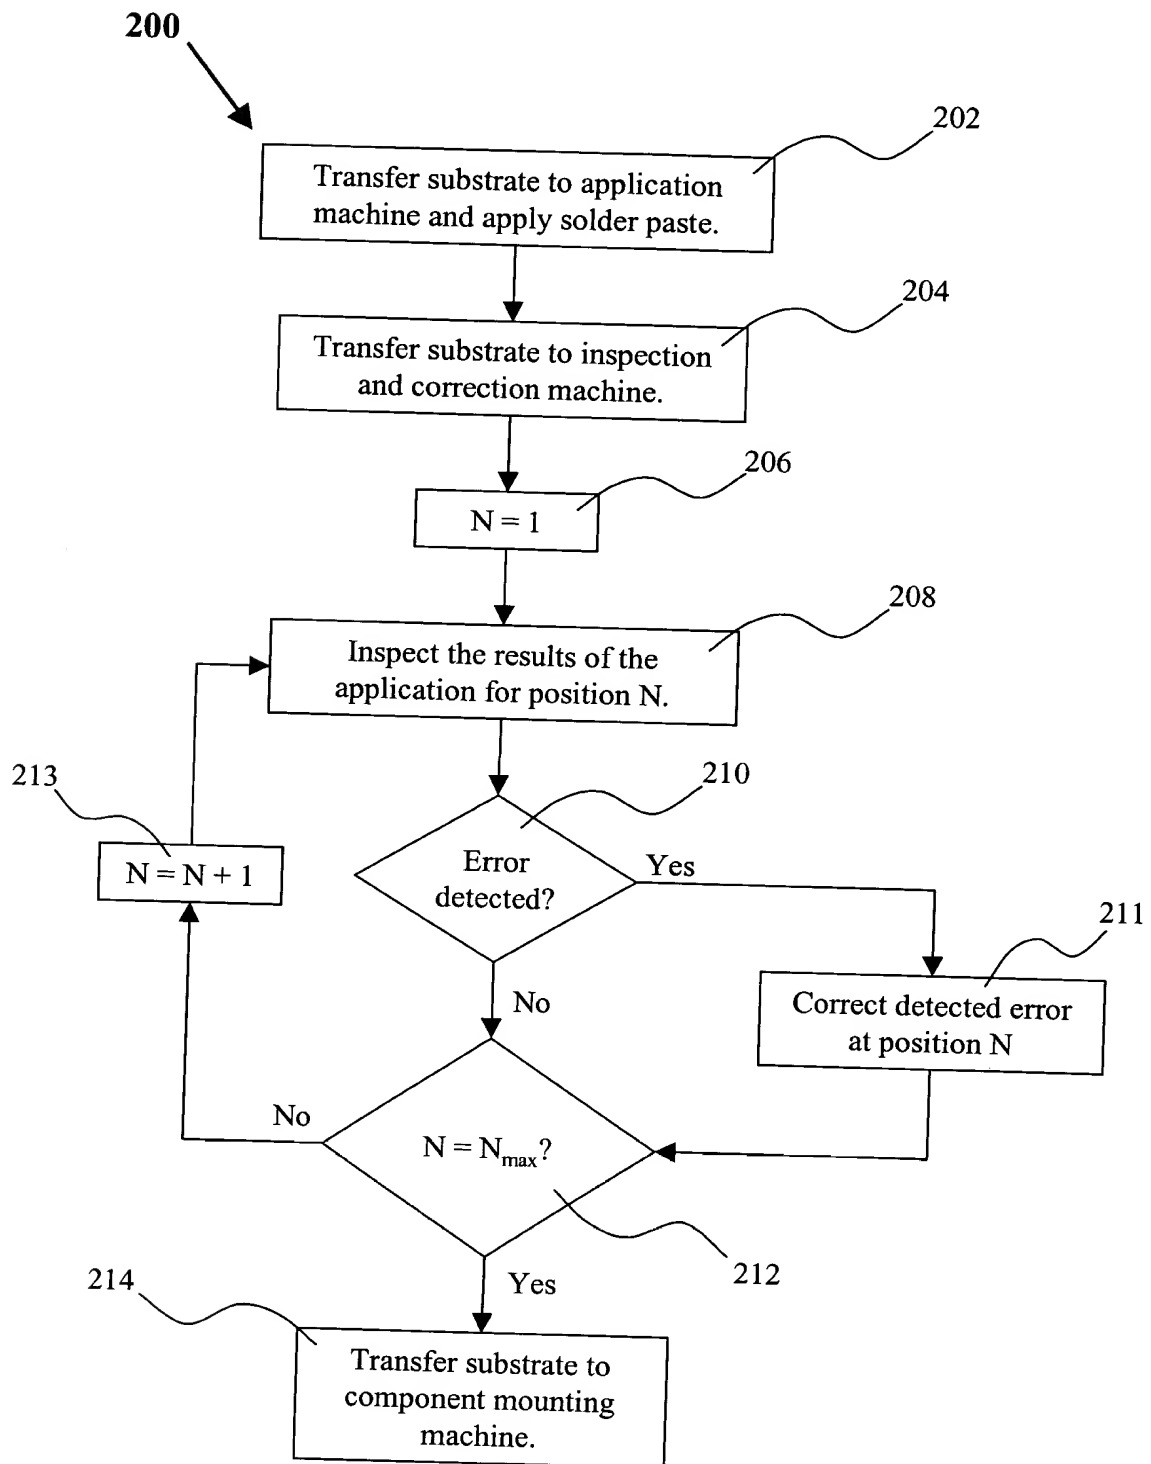 200
202
Transfer substrate to application
machine and apply solder paste.
204
Transfer substrate to inspection
and correction machine.
206
N = 1
208
Inspect the results of the
application for position N.
213
210
N = N + 1
Error
detected?
Yes
211
No
Correct detected error
at position N
No
N = Nmax?
212
214
Yes
Transfer substrate to
component mounting
machine.